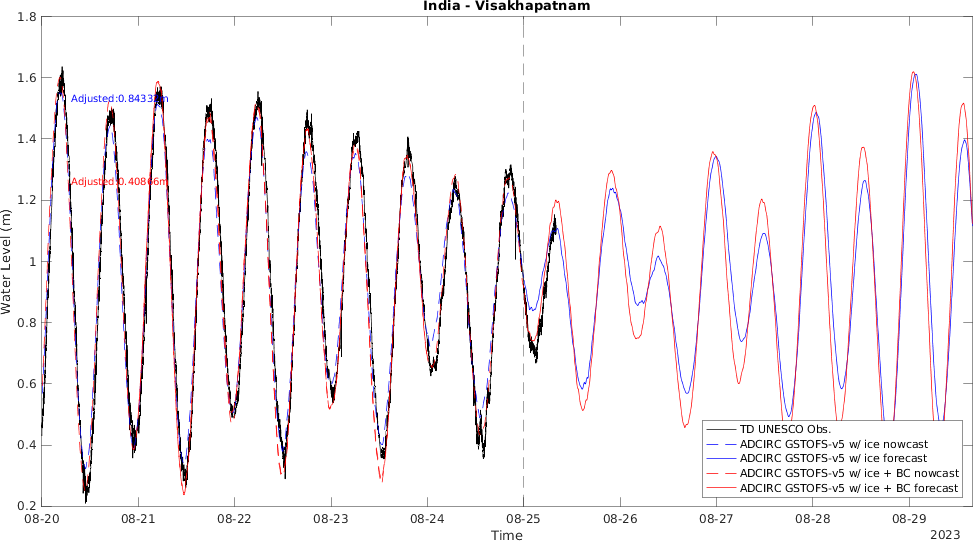 India - Visakhapatnam
Water Level (m)
1.8
1.6
1.4
1.2
1
0.8
0.6
0.4
0.2
Adjusted:0.40866m
TD UNESCO Obs.
ADCIRC GSTOFS-v5 w/ ice nowcast
ADCIRC GSTOFS-v5 w/ ice forecast
ADCIRC GSTOFS-v5 w/ ice + BC nowcast
ADCIRC GSTOFS-v5 w/ ice + BC forecast
08-20
08-21
08-22
08-23
08-24
08-25
08-26
08-27
08-28
08-29
Time
2023